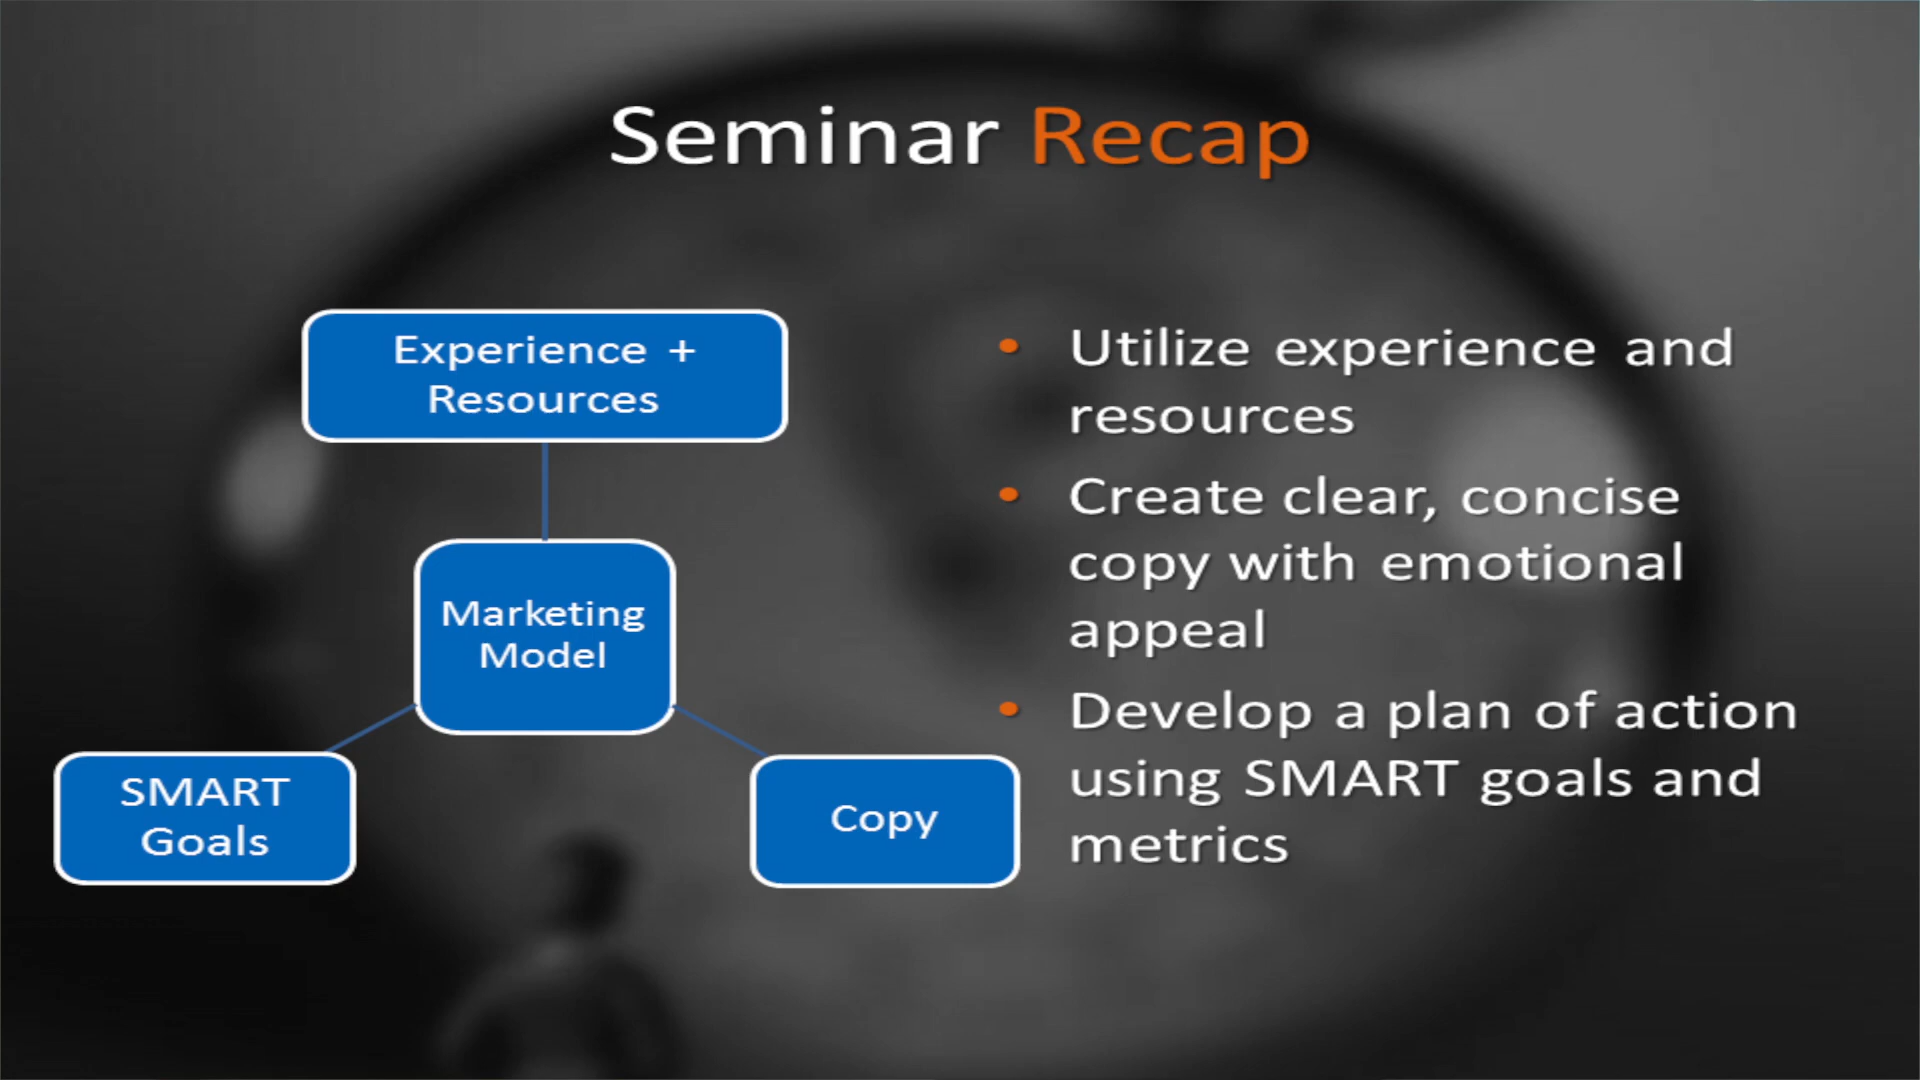 Seminar Recap
Experience +
Resources
Marketing
Model
SMART
Goals
Copy
• Utilize experience and
resources
• Create clear, concise
copy with emotional
appeal
• Develop a plan of action
using SMART goals and
metrics